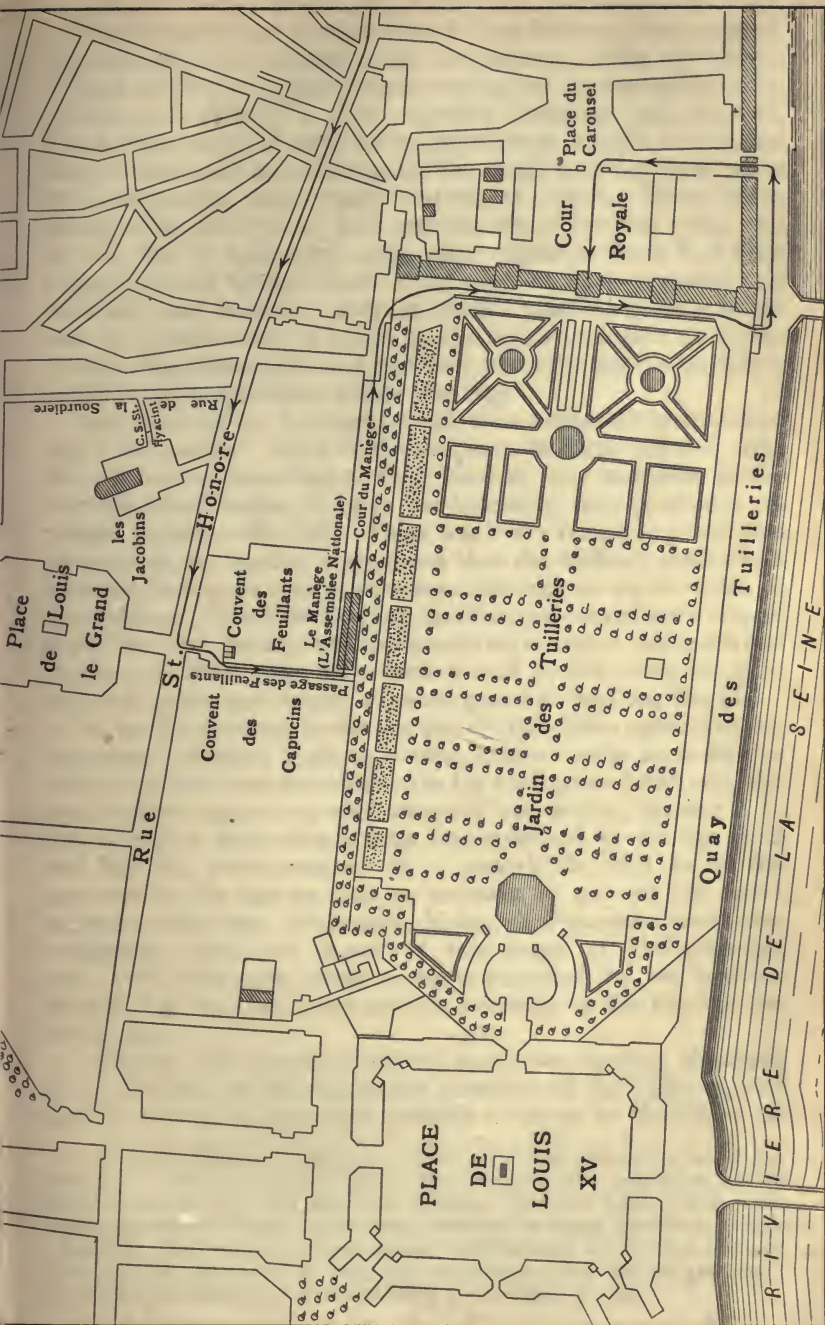 Place
de Louis
le Grand
les
Jacobins
Rue de la Sourdiere
C.S. St.
Hyacint.
Rue St. Honore
Couvent
des
Feuillants
Le Manège
(L'Assemblée Nationale)
Cour du Manège
Passage des Feuillants
Couvent
des
Capucins
Place du
Carousel
Cour
Royale
Jardin des Tuilleries
Quay des Tuilleries
RIVIERE DE LA SEINE
PLACE
DE
LOUIS
XV